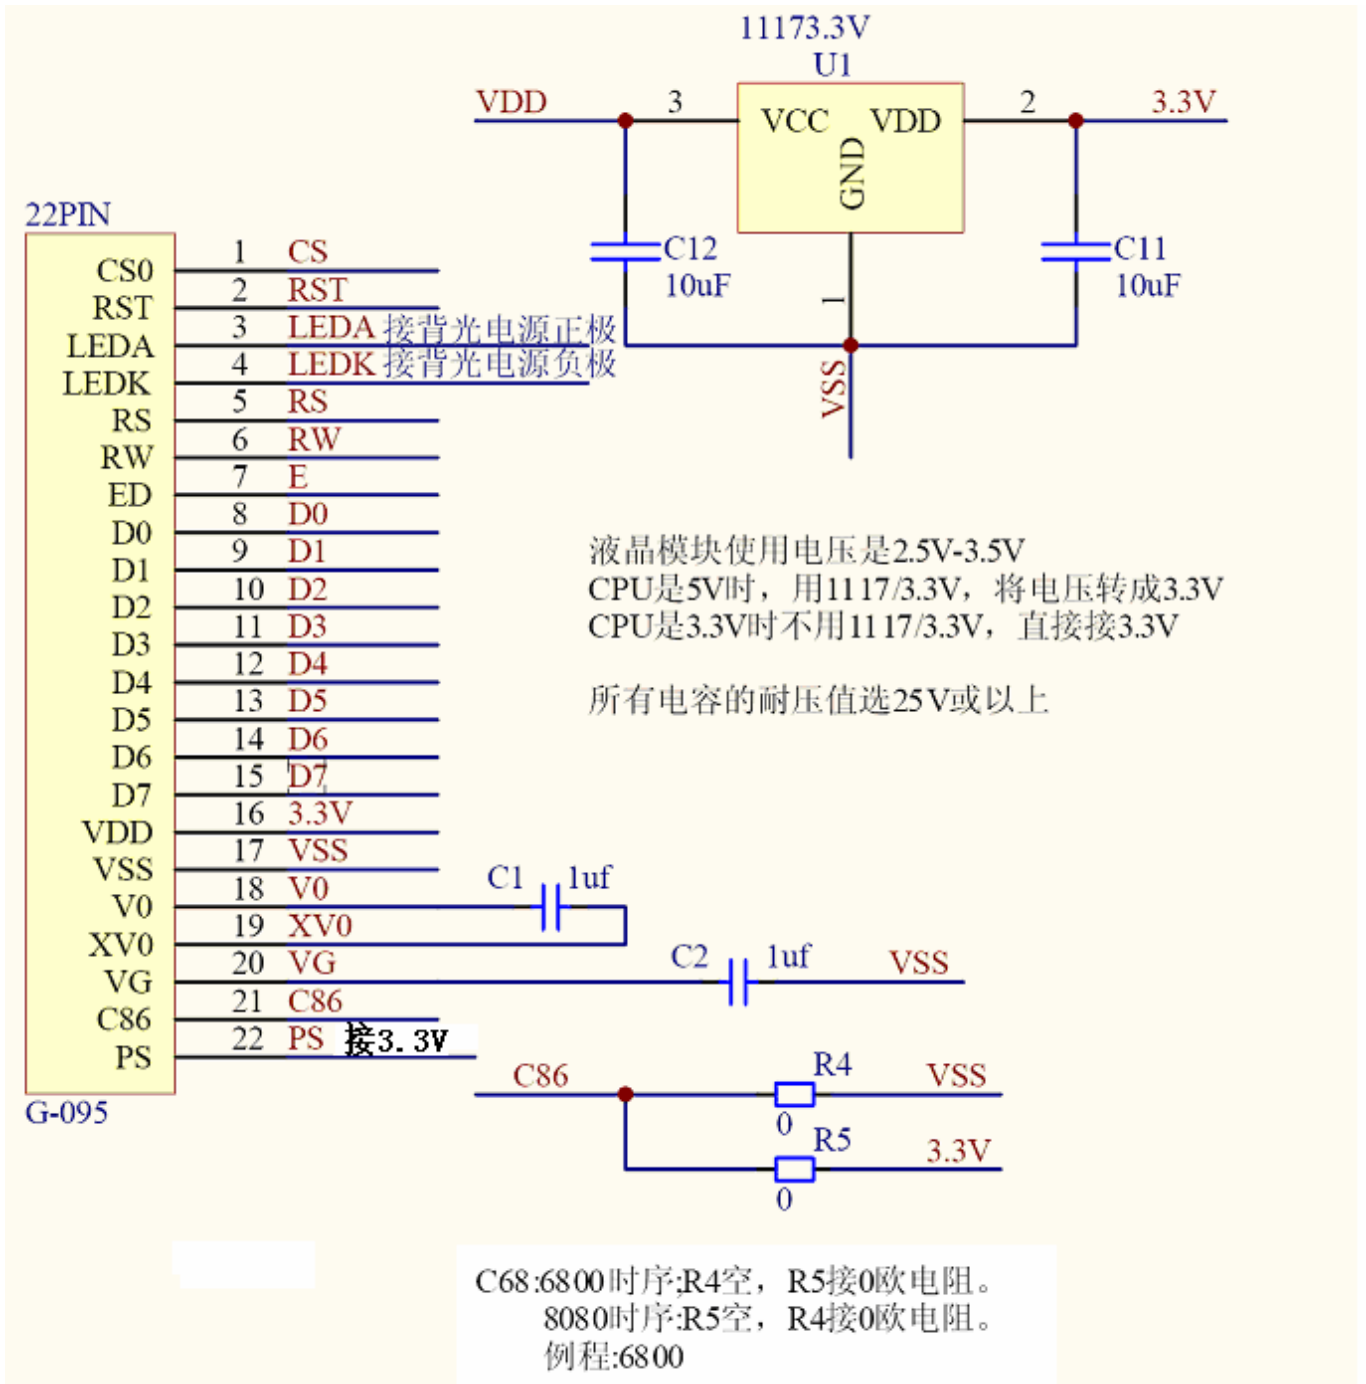 11173.3V
U1
VDD 3 VCC VDD 2 3.3V
GND
C12
10uF
C11
10uF
1
VSS
22PIN
CS0 1 CS
RST 2 RST
LEDA 3 LEDA 接背光电源正极
LEDK 4 LEDK 接背光电源负极
RS 5 RS
RW 6 RW
ED 7 E
D0 8 D0
D1 9 D1
D2 10 D2
D3 11 D3
D4 12 D4
D5 13 D5
D6 14 D6
D7 15 D7
VDD 16 3.3V
VSS 17 VSS
V0 18 V0
XV0 19 XV0
VG 20 VG
C86 21 C86
PS 22 PS 接3.3V
G-095
液晶模块使用电压是2.5V-3.5V
CPU是5V时，用1117/3.3V，将电压转成3.3V
CPU是3.3V时不用1117/3.3V，直接接3.3V
所有电容的耐压值选25V或以上
C1 1uf
C2 1uf VSS
C86 R4 VSS
0
R5 3.3V
0
C68:6800时序;R4空，R5接0欧电阻。
8080时序:R5空，R4接0欧电阻。
例程:6800